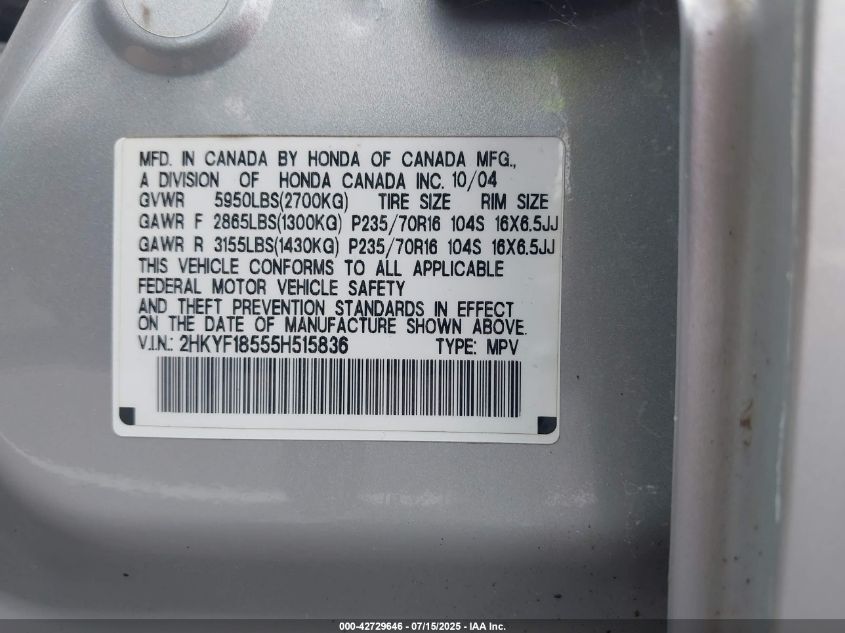 MFD. IN CANADA BY HONDA OF CANADA MFG.,
A DIVISION OF HONDA CANADA INC. 10/04
GVWR 5950LBS(2700KG) TIRE SIZE RIM SIZE
GAWR F 2865LBS(1300KG) P235/70R16 104S 16X6.5JJ
GAWR R 3155LBS(1430KG) P235/70R16 104S 16X6.5JJ
THIS VEHICLE CONFORMS TO ALL APPLICABLE
FEDERAL MOTOR VEHICLE SAFETY
AND THEFT PREVENTION STANDARDS IN EFFECT
ON THE DATE OF MANUFACTURE SHOWN ABOVE.
V.I.N.: 2HKYF18555H515836 TYPE: MPV
000-42729646 - 07/15/2025 - IAA Inc.